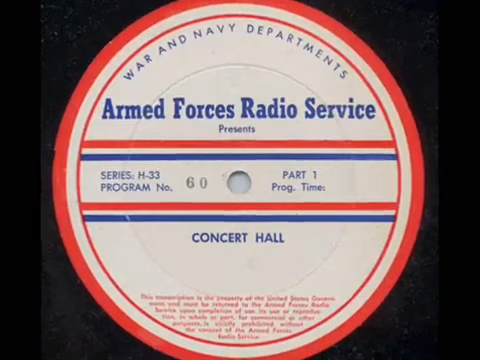 WAR AND NAVY DEPARTMENTS
Armed Forces Radio Service
Presents
SERIES: H-33
PART 1
PROGRAM No. 60
Prog. Time:
CONCERT HALL
This transcription is the property of the United States Govern-
ment and must be returned to the Armed Forces Radio
Service upon completion of use. Its use or reproduc-
tion, in whole or part, for commercial or other
purposes, is strictly prohibited without
the consent of the Armed Forces
Radio Service